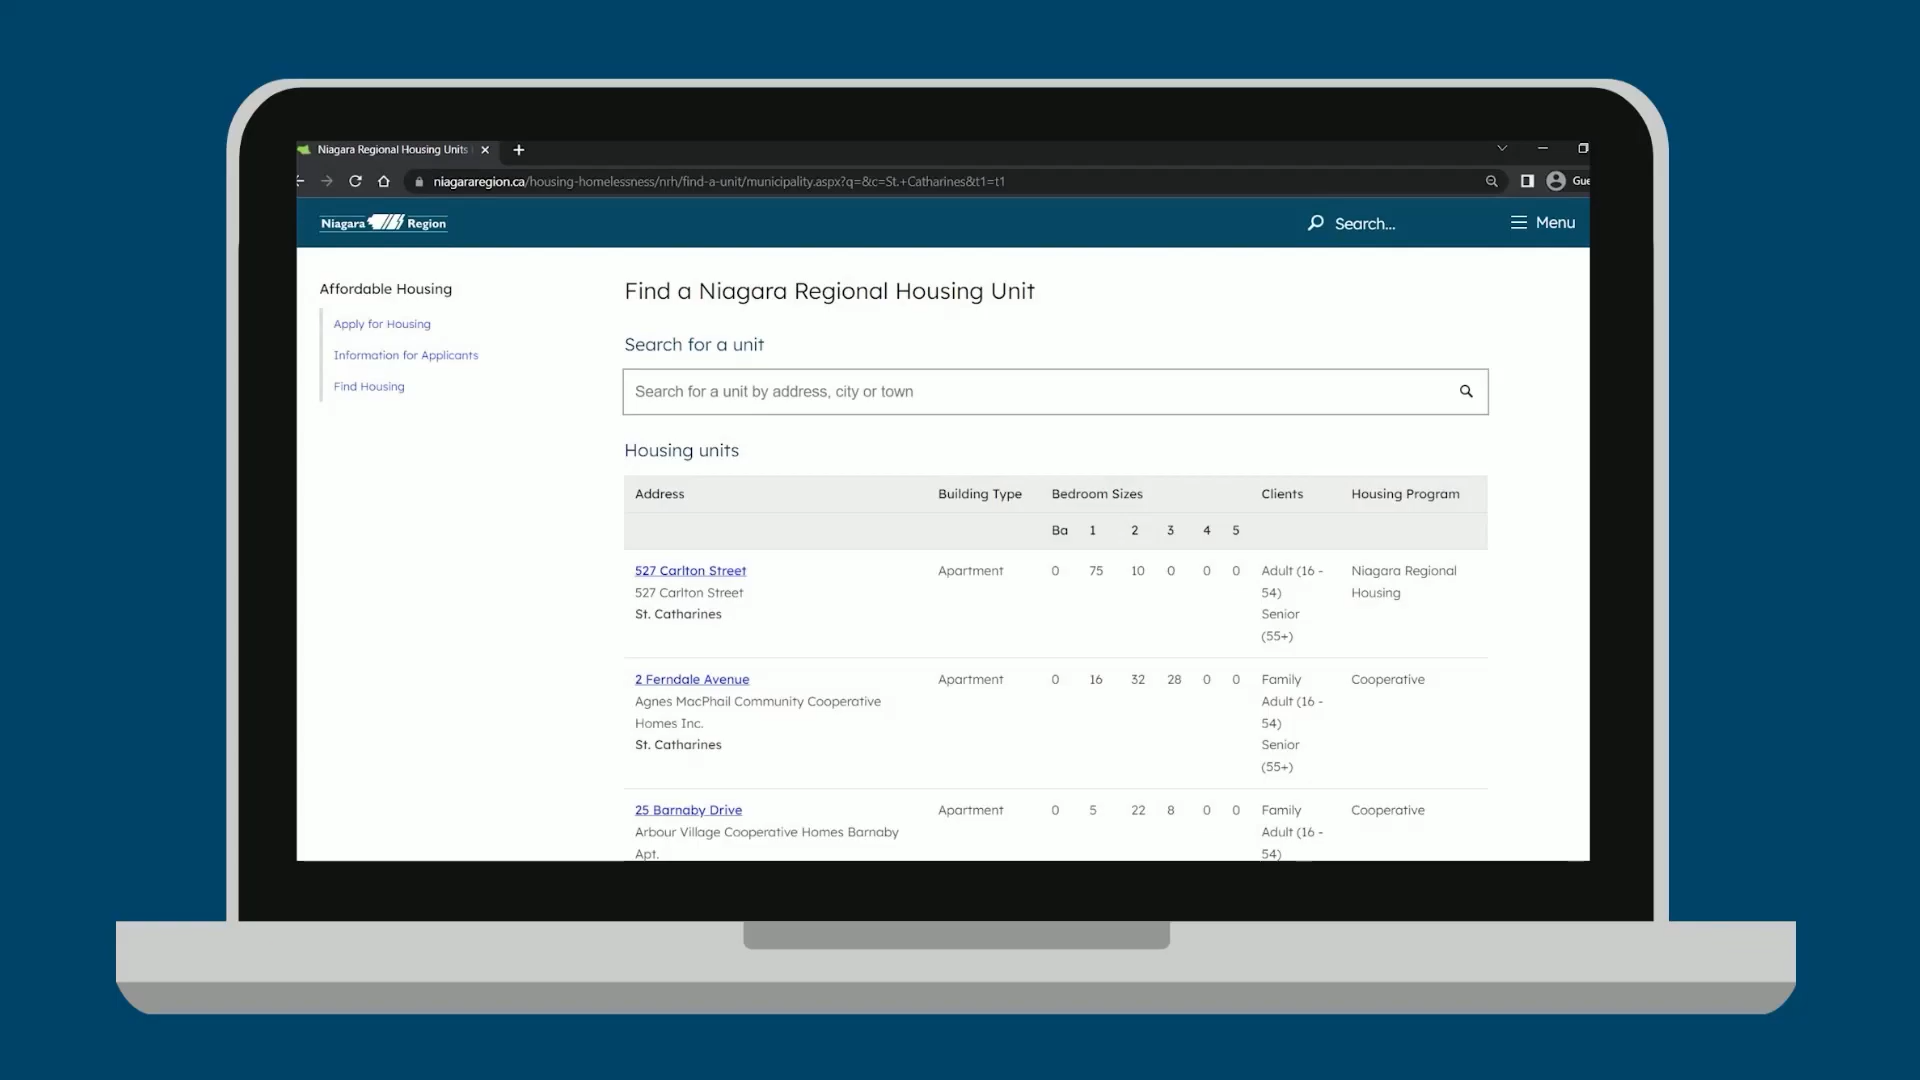 Niagara Regional Housing Units
niagararegion.ca/housing-homelessness/nrh/find-a-unit/municipality.aspx?q=&c=St.+Catharines&t1=t1
Gue
Niagara Region
Search...
Menu
Affordable Housing
Apply for Housing
Information for Applicants
Find Housing
Find a Niagara Regional Housing Unit
Search for a unit
Search for a unit by address, city or town
Housing units
Address Building Type Bedroom Sizes Clients Housing Program
Ba 1 2 3 4 5
527 Carlton Street Apartment 0 75 10 0 0 0 Adult (16 - Niagara Regional
527 Carlton Street 54) Housing
St. Catharines Senior
(55+)
2 Ferndale Avenue Apartment 0 16 32 28 0 0 Family Cooperative
Agnes MacPhail Community Cooperative Adult (16 -
Homes Inc. 54)
St. Catharines Senior
(55+)
25 Barnaby Drive Apartment 0 5 22 8 0 0 Family Cooperative
Arbour Village Cooperative Homes Barnaby Adult (16 -
Apt. 54)